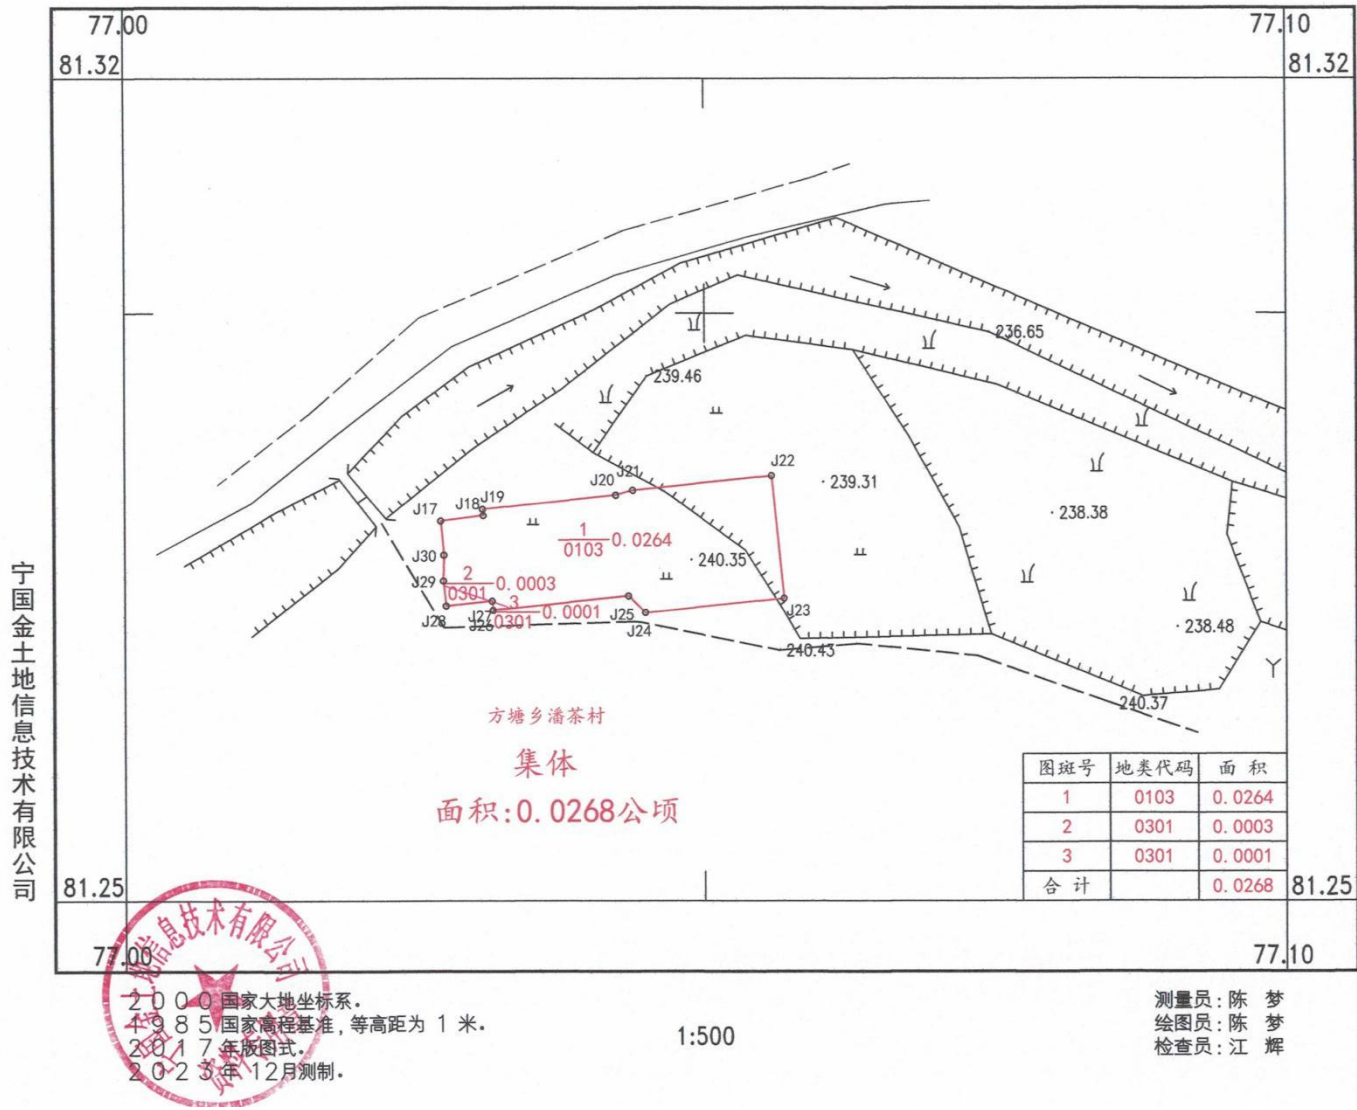 77.00
77.10
81.32
81.32
236.65
239.46
J22
J21
239.31
J20
J19
J18
J17
238.38
1
0103
0.0264
240.35
J30
J29
2
0301
0.0003
3
0301
0.0001
J28
J27
J25
J24
J23
238.48
240.43
240.37
方塘乡潘茶村
集体
面积:0.0268公顷
图斑号 地类代码 面 积
1 0103 0.0264
2 0301 0.0003
3 0301 0.0001
合 计 0.0268
81.25
81.25
77.00
77.10
宁国金土地信息技术有限公司
2000国家大地坐标系.
1985国家高程基准,等高距为 1 米.
2017年版图式.
2023年 12月测制.
1:500
测量员:陈 梦
绘图员:陈 梦
检查员:江 辉